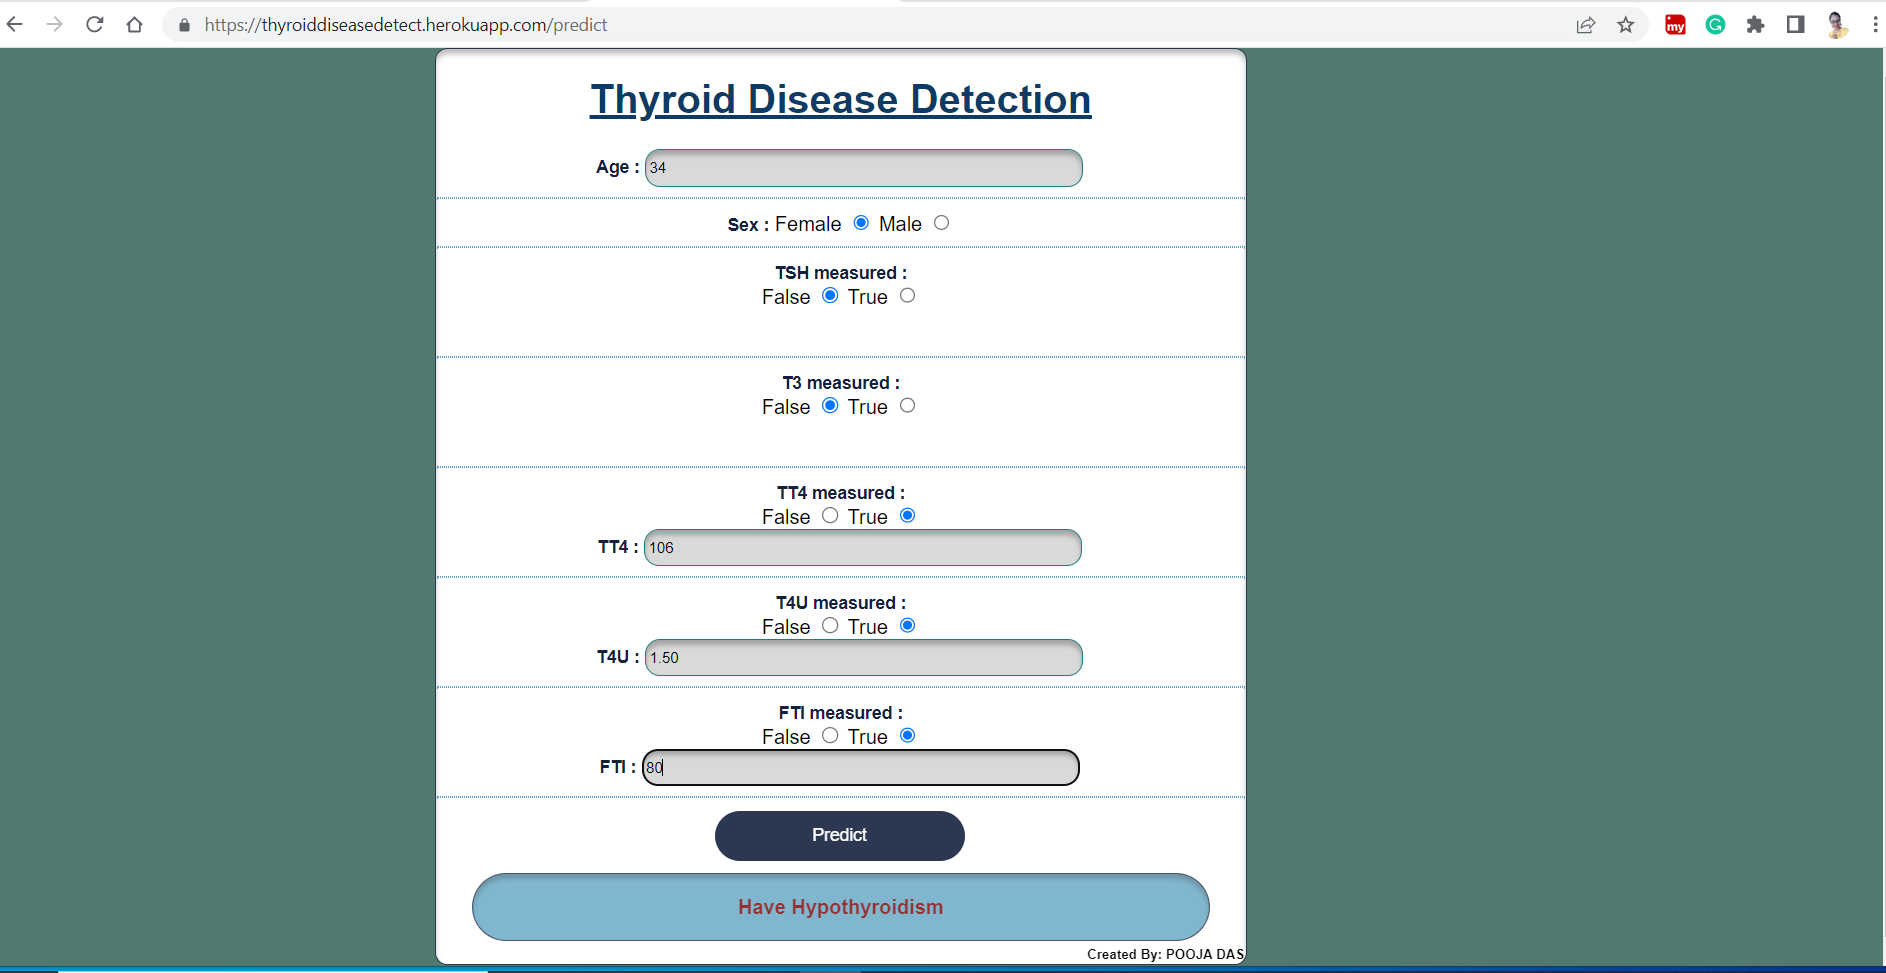 https://thyroiddiseasedetect.herokuapp.com/predict
my
G
Thyroid Disease Detection
Age : 34
Sex : Female Male
TSH measured :
False True
T3 measured :
False True
TT4 measured :
False True
TT4 : 106
T4U measured :
False True
T4U : 1.50
FTI measured :
False True
FTI : 80
Predict
Have Hypothyroidism
Created By: POOJA DAS